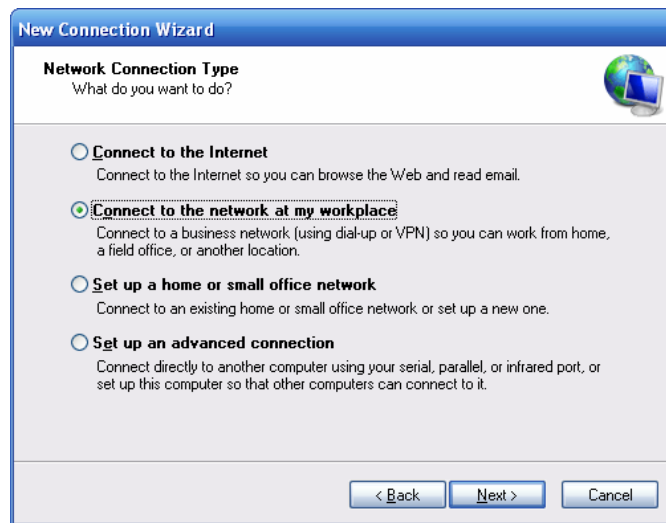 New Connection Wizard
Network Connection Type
What do you want to do?
Connect to the Internet
Connect to the Internet so you can browse the Web and read email.
Connect to the network at my workplace
Connect to a business network (using dial-up or VPN) so you can work from home,
a field office, or another location.
Set up a home or small office network
Connect to an existing home or small office network or set up a new one.
Set up an advanced connection
Connect directly to another computer using your serial, parallel, or infrared port, or
set up this computer so that other computers can connect to it.
< Back Next > Cancel